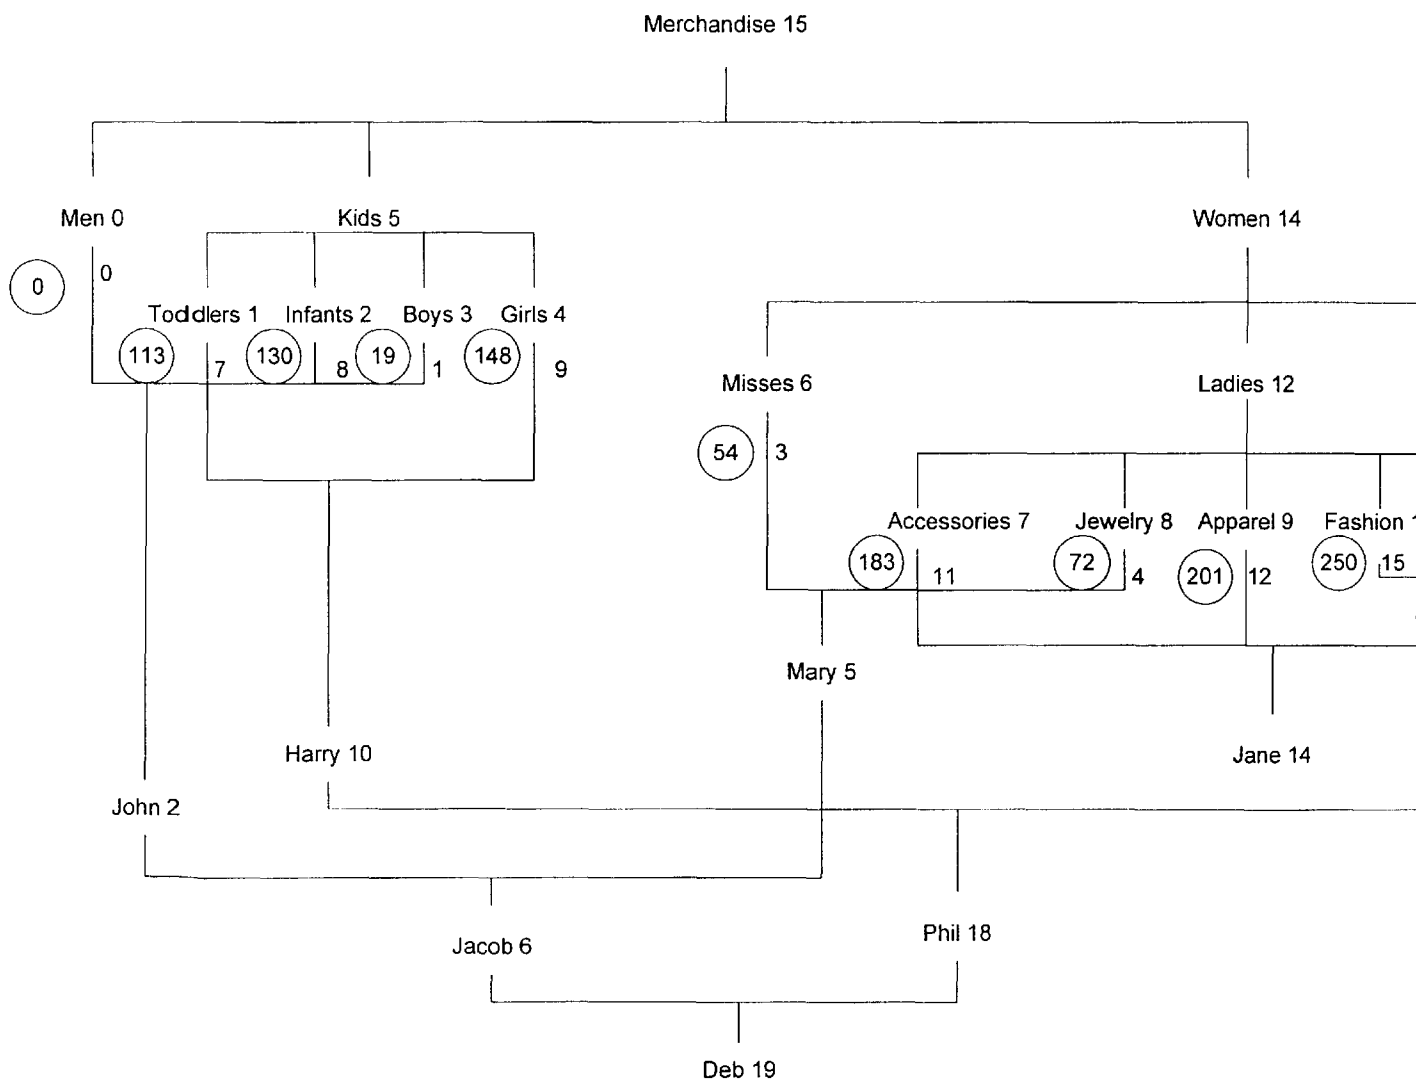 Merchandise 15
Men 0
Kids 5
Women 14
0
0
Toddlers 1
Infants 2
Boys 3
Girls 4
113
7
130
8
19
1
148
9
Misses 6
Ladies 12
54
3
Accessories 7
Jewelry 8
Apparel 9
Fashion 1
183
11
72
4
201
12
250
15
Mary 5
Harry 10
Jane 14
John 2
Jacob 6
Phil 18
Deb 19